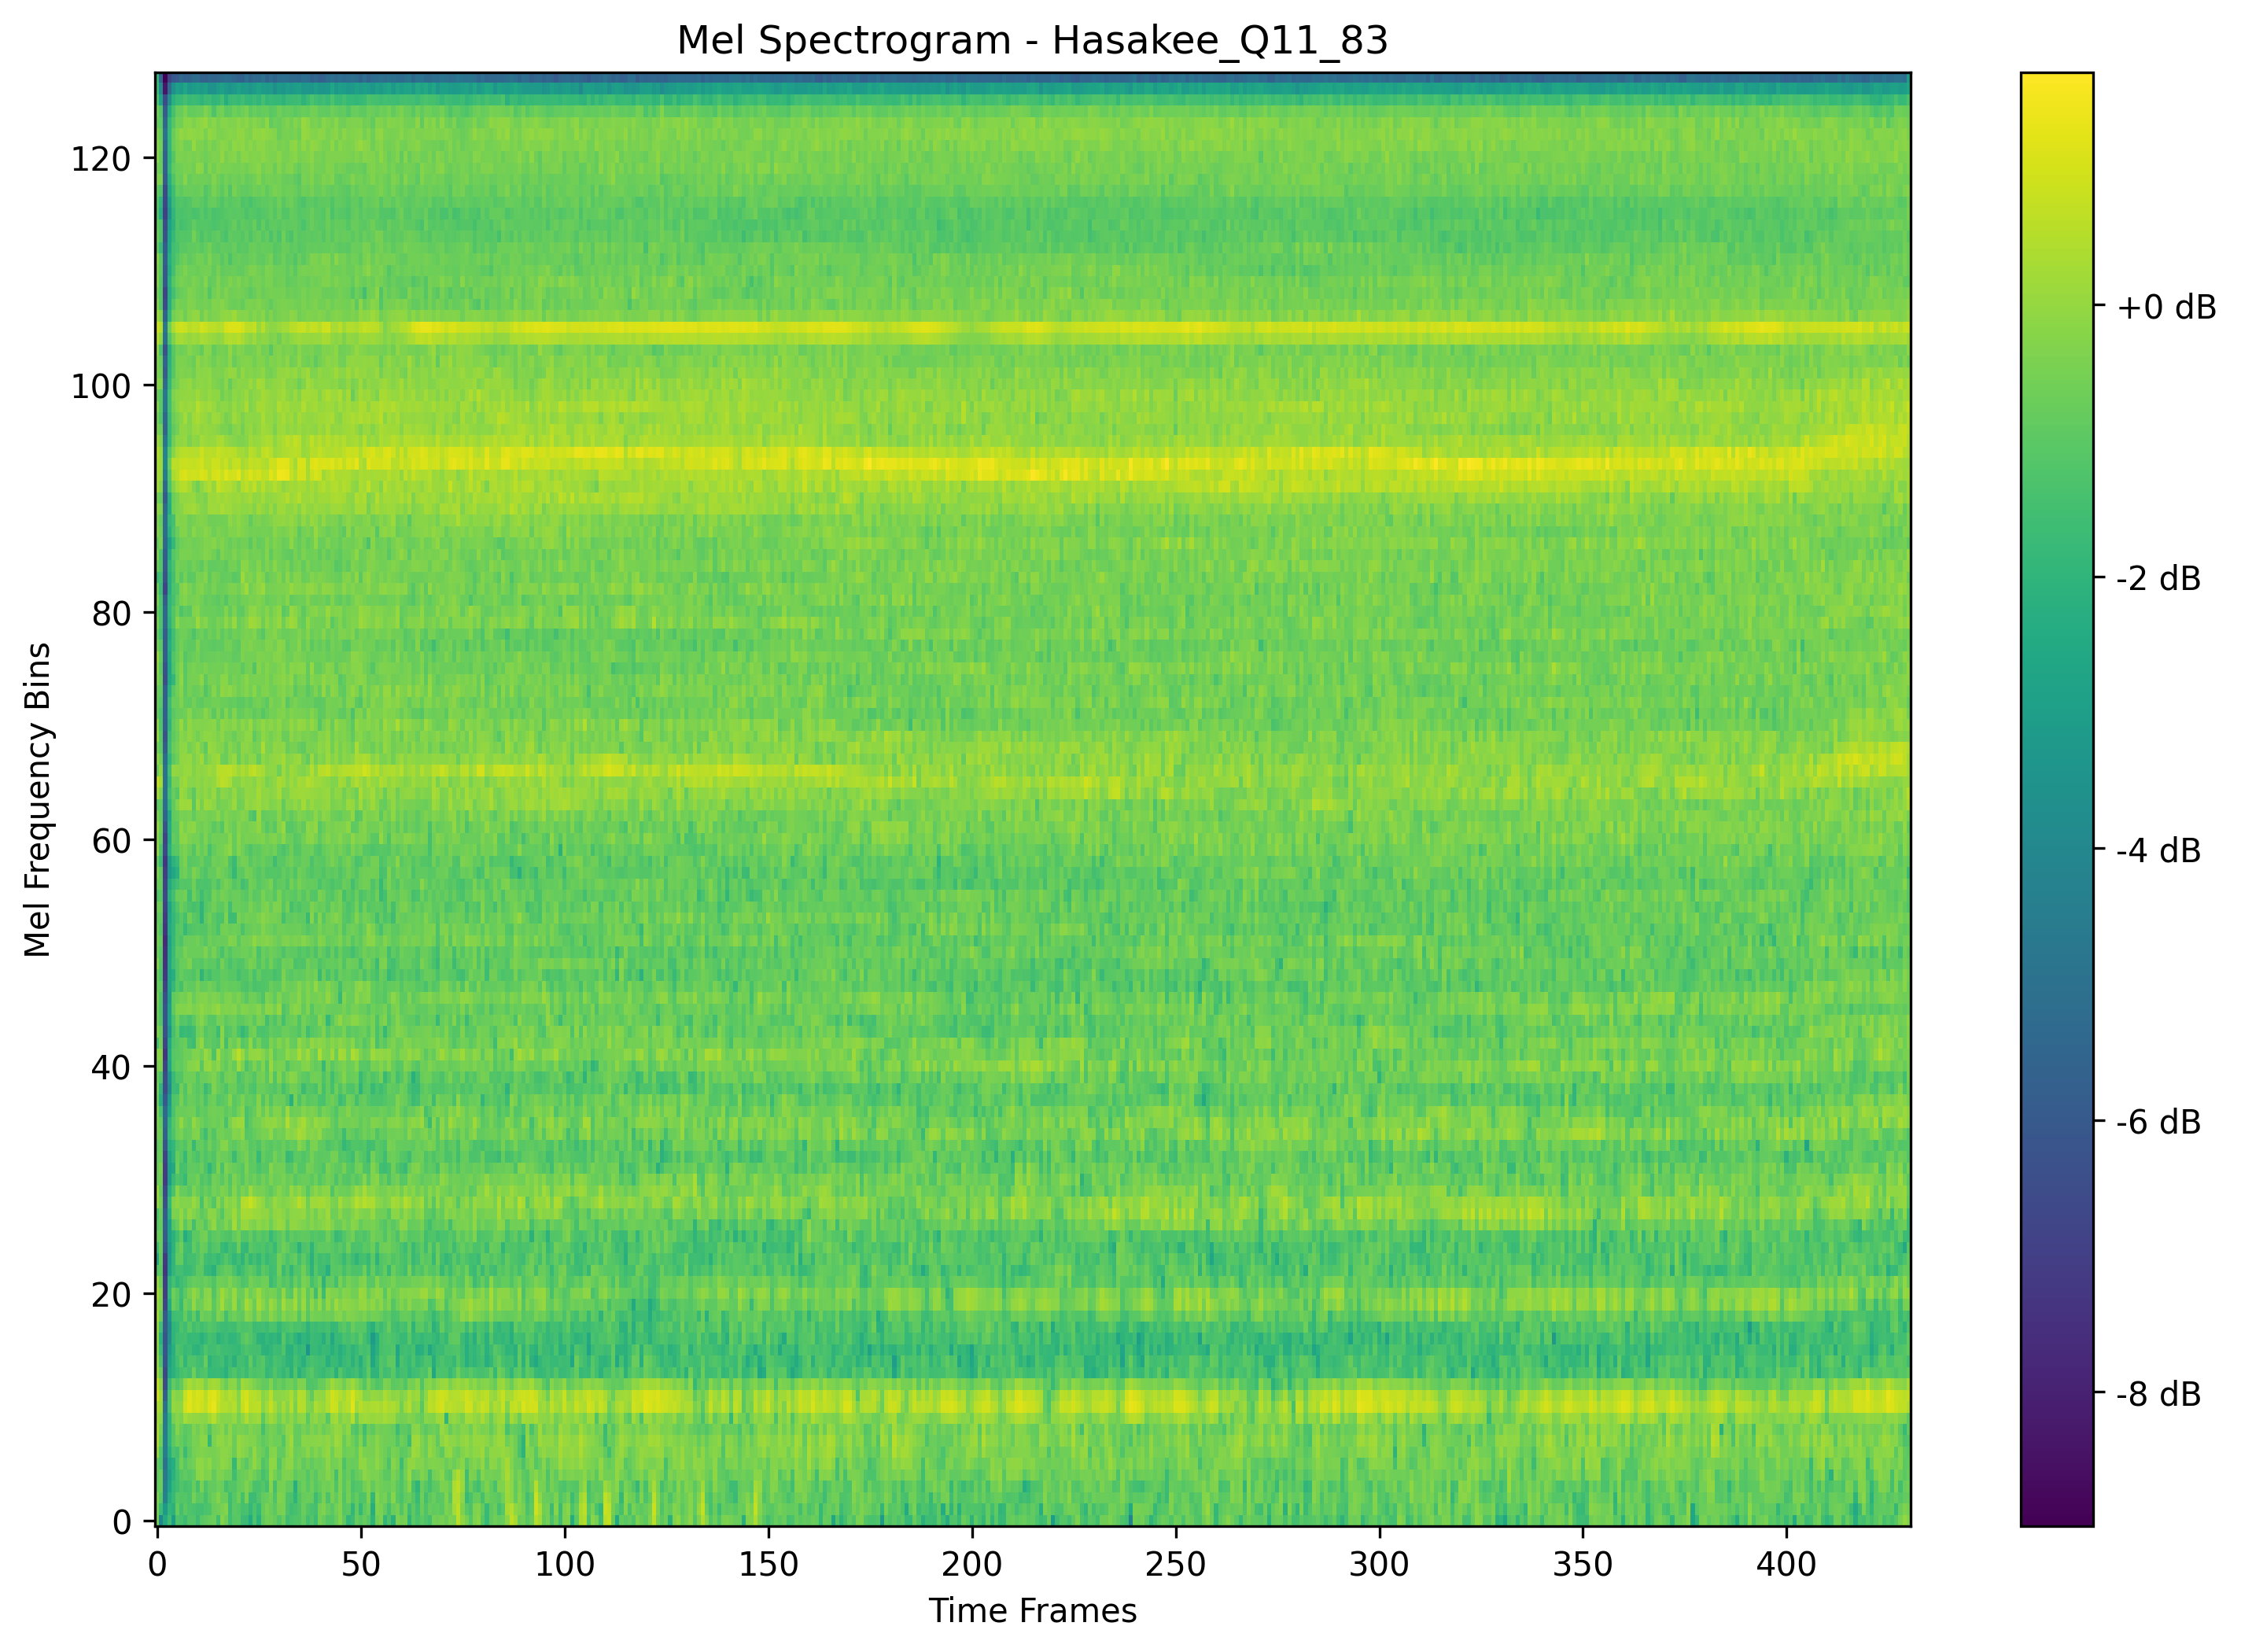 Mel Spectrogram - Hasakee_Q11_83
Mel Frequency Bins
120
100
80
60
40
20
0
0 50 100 150 200 250 300 350 400
Time Frames
+0 dB
-2 dB
-4 dB
-6 dB
-8 dB